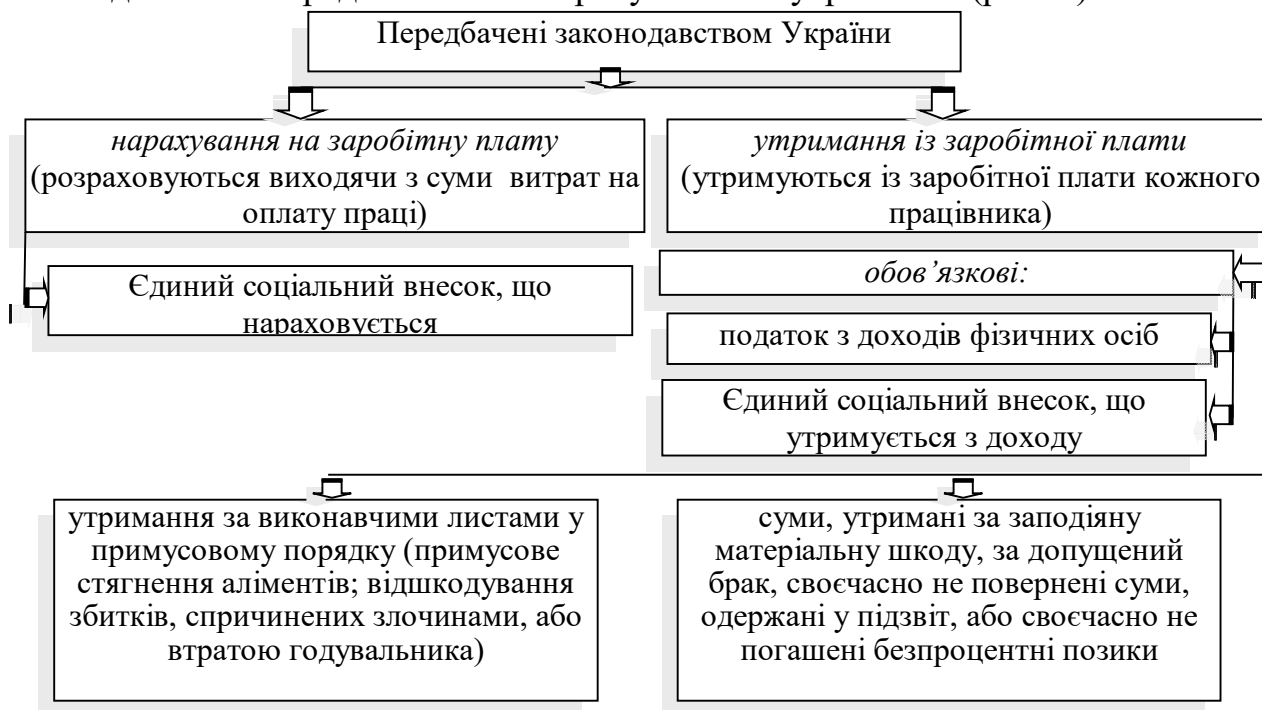 Передбачені законодавством України
нарахування на заробітну плату
(розраховуються виходячи з суми витрат на
оплату праці)
утримання із заробітної плати
(утримуються із заробітної плати кожного
працівника)
Єдиний соціальний внесок, що
нараховується
обов’язкові:
податок з доходів фізичних осіб
Єдиний соціальний внесок, що
утримується з доходу
утримання за виконавчими листами у
примусовому порядку (примусове
стягнення аліментів; відшкодування
збитків, спричинених злочинами, або
втратою годувальника)
суми, утримані за заподіяну
матеріальну шкоду, за допущений
брак, своєчасно не повернені суми,
одержані у підзвіт, або своєчасно не
погашені безпроцентні позики